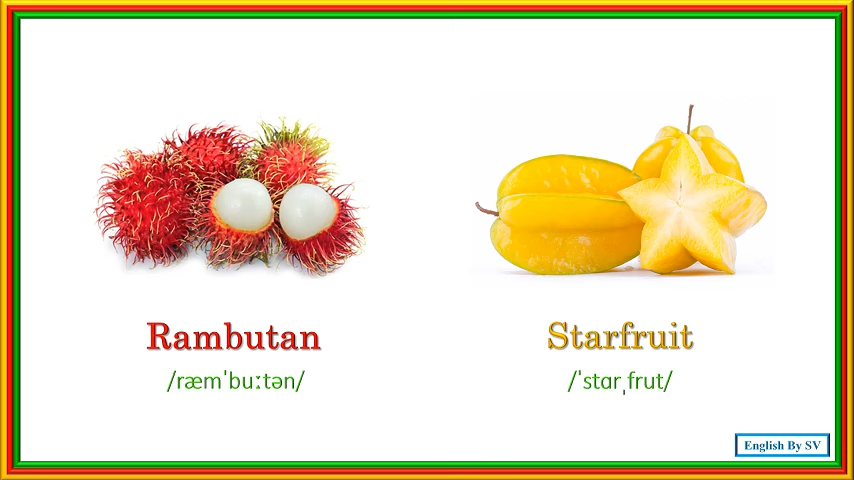 Rambutan
/ræmˈbuːtən/
Starfruit
/ˈstɑrˌfrut/
English By SV